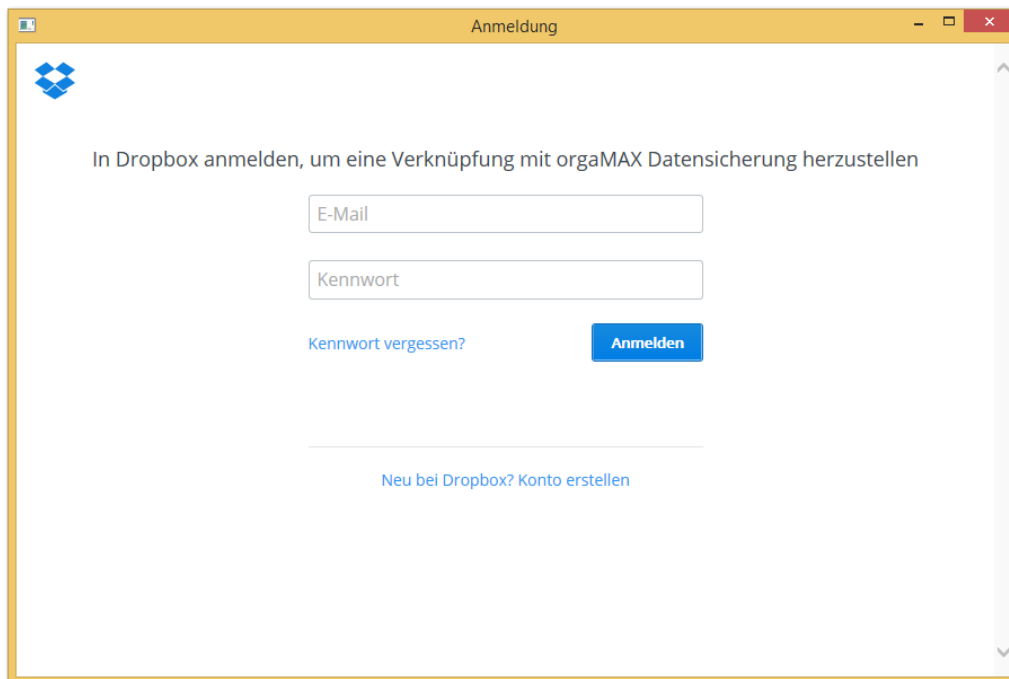 Anmeldung
In Dropbox anmelden, um eine Verknüpfung mit orgaMAX Datensicherung herzustellen
E-Mail
Kennwort
Kennwort vergessen?
Anmelden
Neu bei Dropbox? Konto erstellen